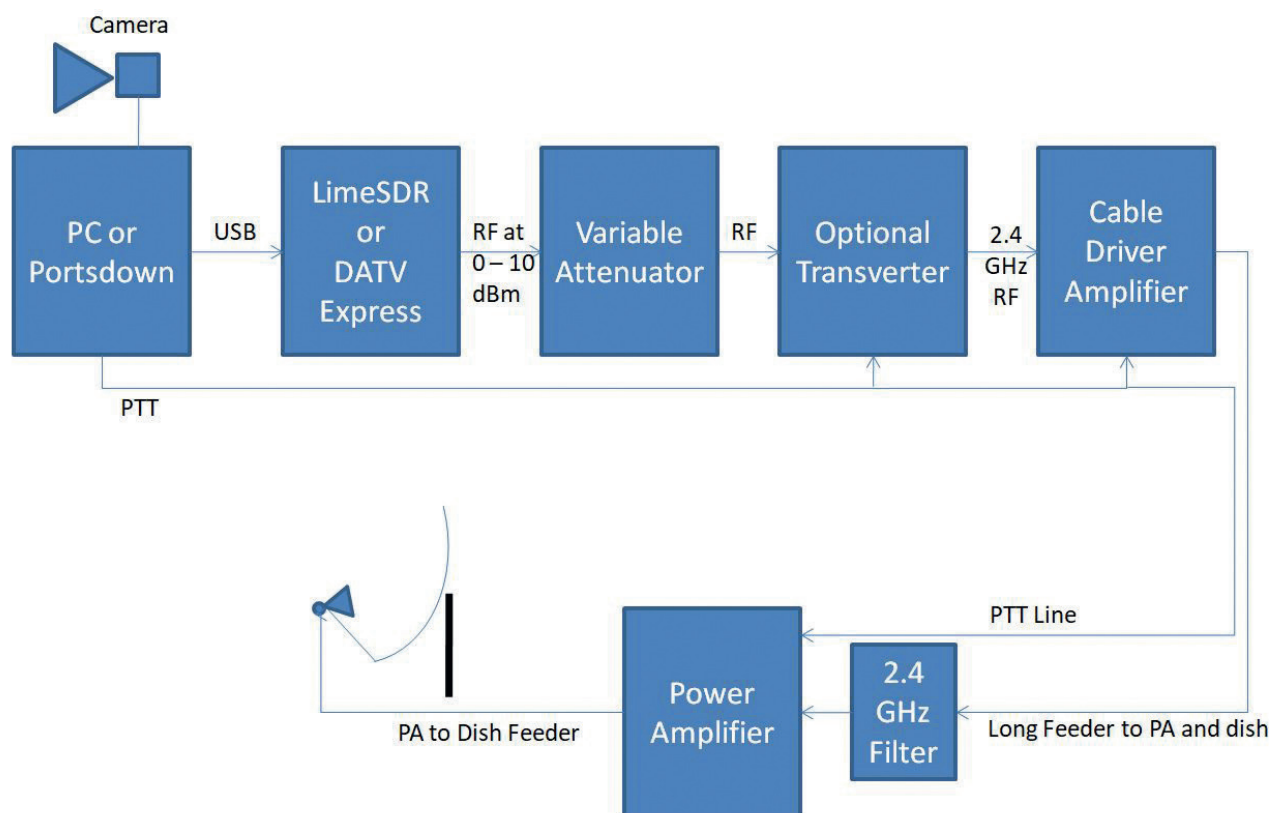 Camera
PC or
Portsdown
USB
LimeSDR
or
DATV
Express
RF at
0 – 10
dBm
Variable
Attenuator
RF
Optional
Transverter
2.4
GHz
RF
Cable
Driver
Amplifier
PTT
PTT Line
Power
Amplifier
2.4
GHz
Filter
PA to Dish Feeder
Long Feeder to PA and dish